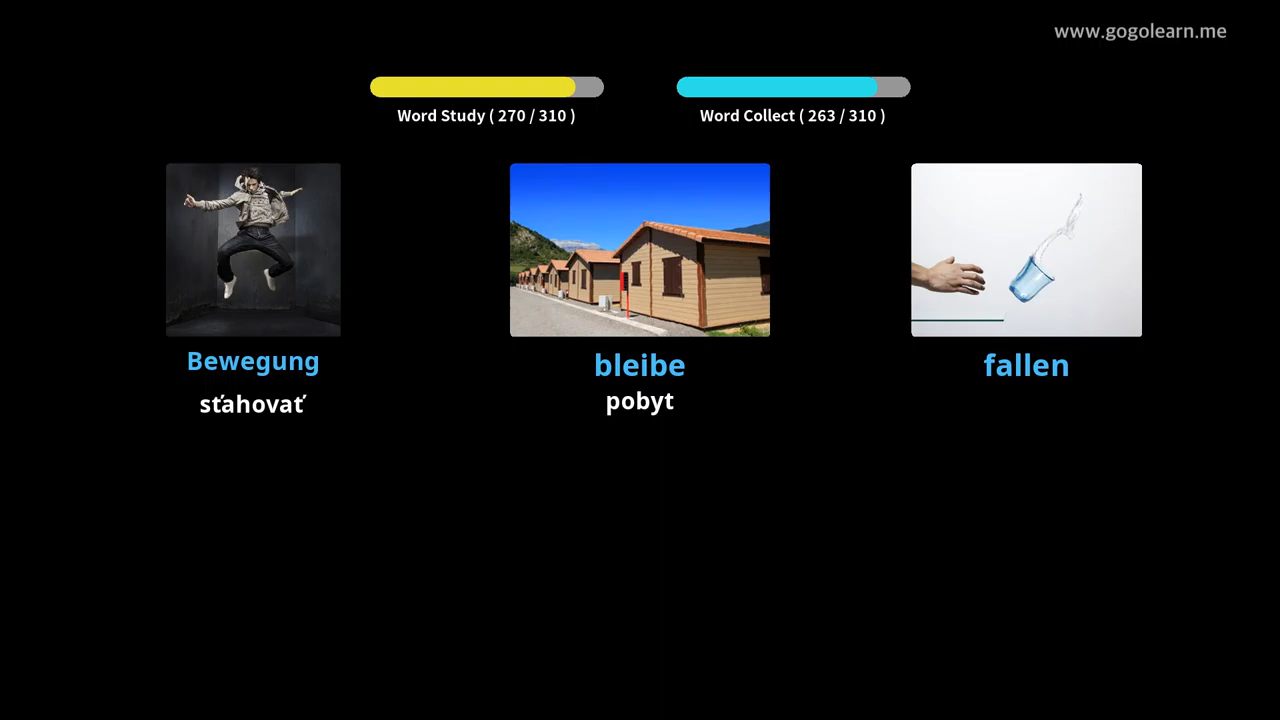 www.gogolearn.me
Word Study ( 270 / 310 )
Word Collect ( 263 / 310 )
Bewegung
sťahovať
bleibe
pobyt
fallen